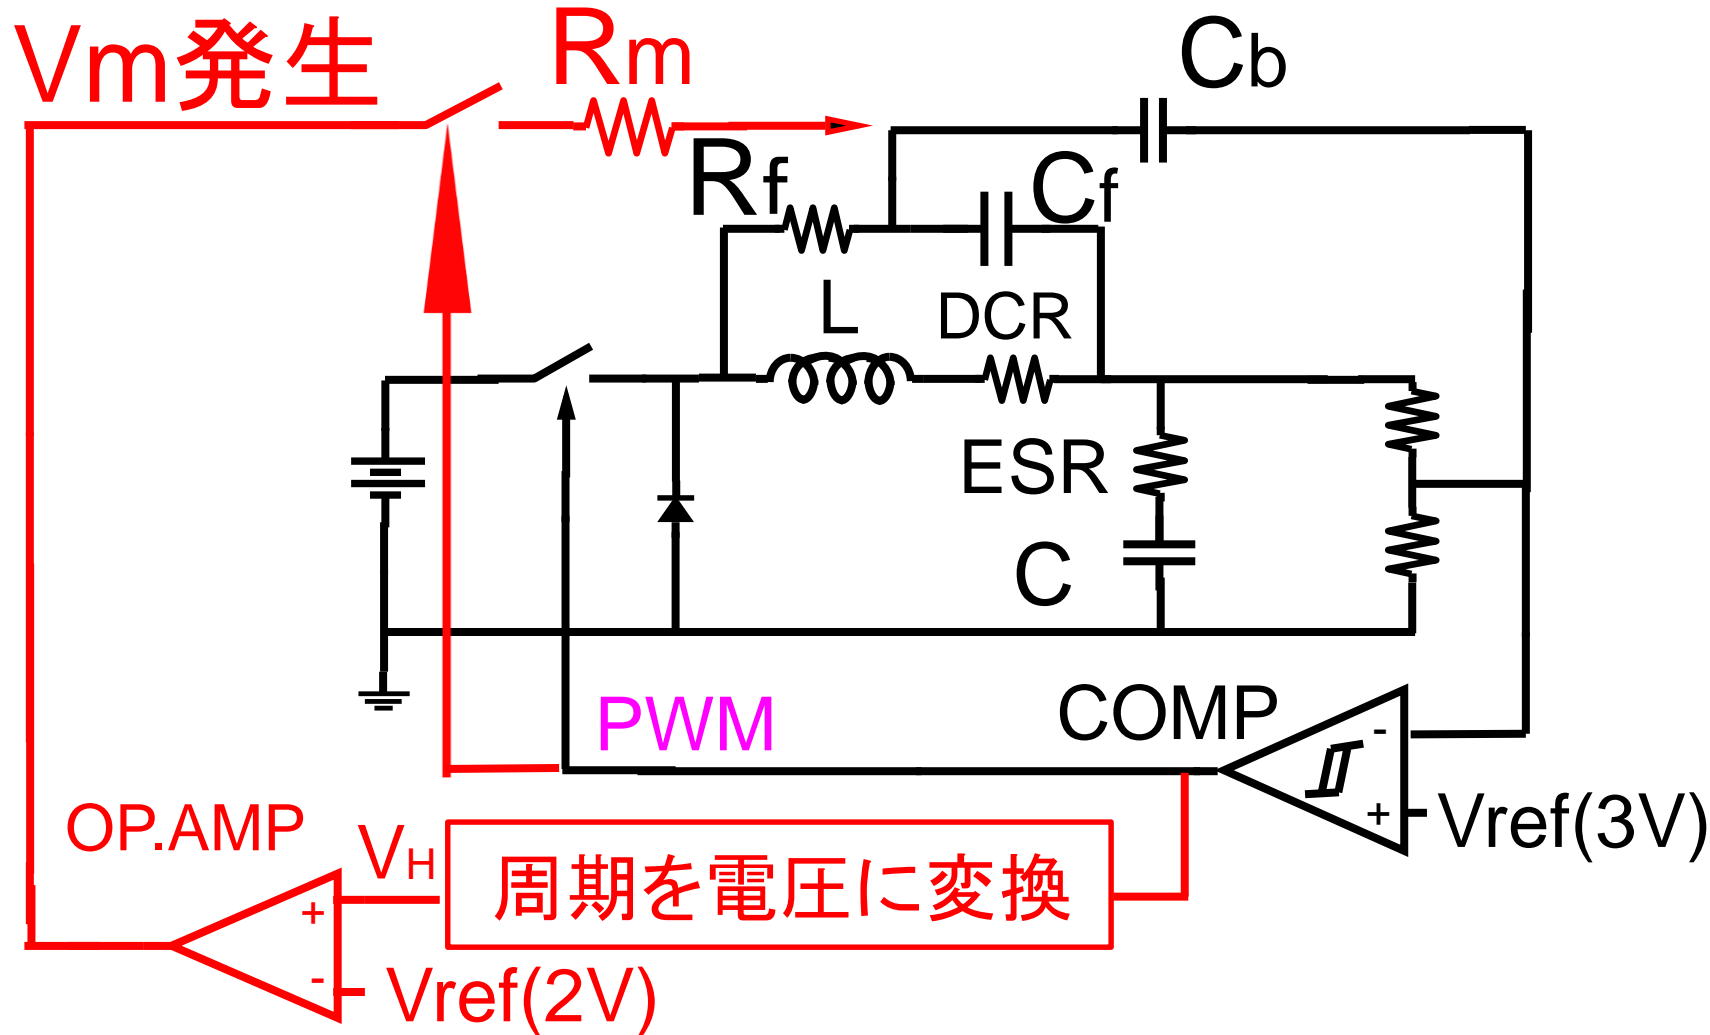 Vm発生
Rm
Cb
Rf
Cf
L
DCR
ESR
C
PWM
COMP
-
+
Vref(3V)
OP.AMP
VH
周期を電圧に変換
+
-
Vref(2V)